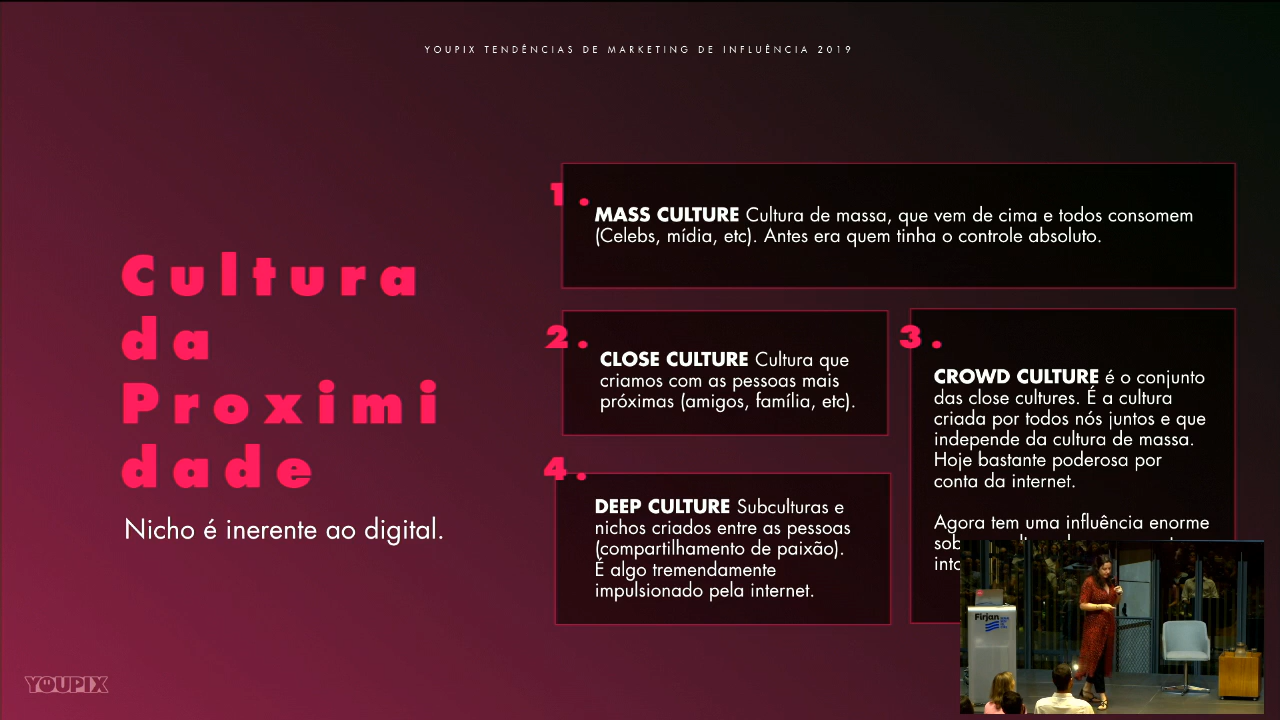 YOUPIX TENDÊNCIAS DE MARKETING DE INFLUÊNCIA 2019
Cultura
da
Proximi
dade
Nicho é inerente ao digital.
1.
MASS CULTURE Cultura de massa, que vem de cima e todos consomem
(Celebs, mídia, etc). Antes era quem tinha o controle absoluto.
2.
CLOSE CULTURE Cultura que
criamos com as pessoas mais
próximas (amigos, família, etc).
3.
CROWD CULTURE é o conjunto
das close cultures. É a cultura
criada por todos nós juntos e que
independe da cultura de massa.
Hoje bastante poderosa por
conta da internet.
Agora tem uma influência enorme
4.
DEEP CULTURE Subculturas e
nichos criados entre as pessoas
(compartilhamento de paixão).
É algo tremendamente
impulsionado pela internet.
YOUPIX
Firjan